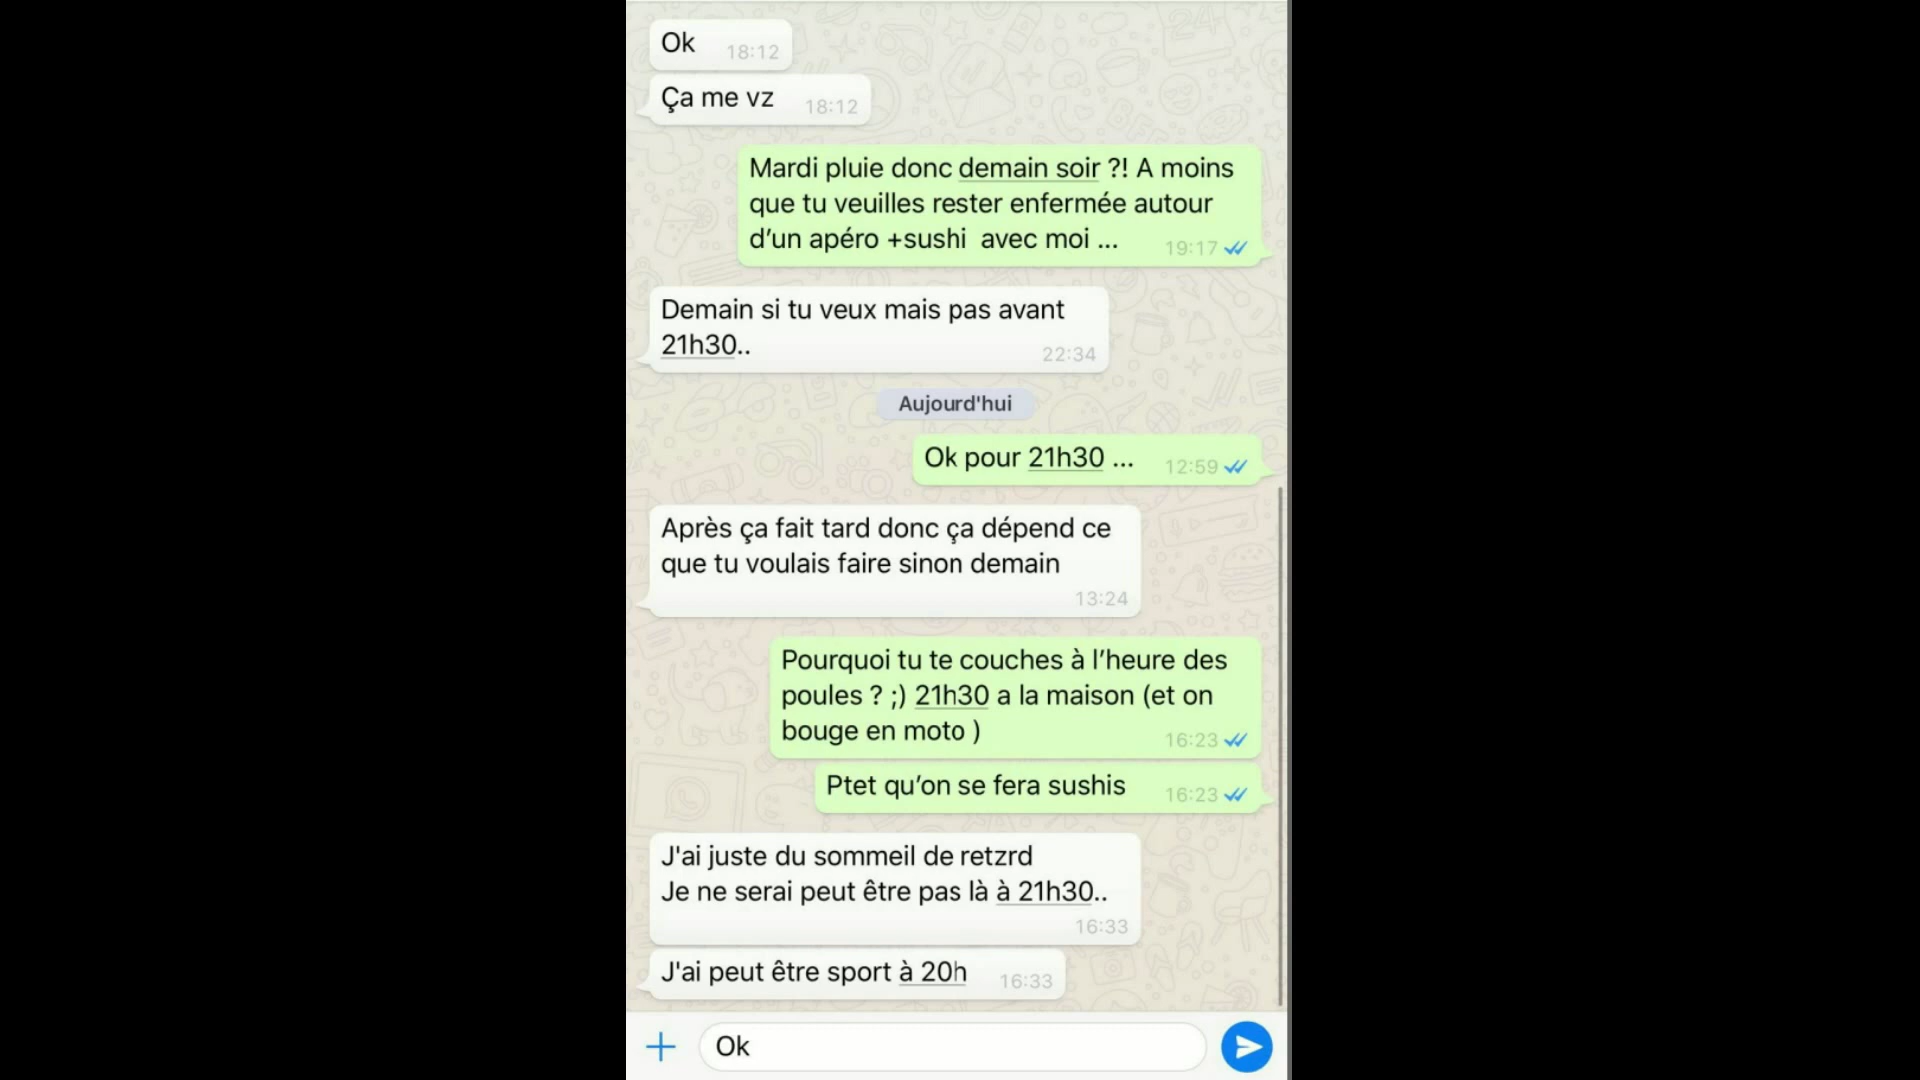 Ok 18:12
Ça me vz 18:12
Mardi pluie donc demain soir ?! A moins
que tu veuilles rester enfermée autour
d’un apéro +sushi  avec moi ... 19:17
Demain si tu veux mais pas avant
21h30.. 22:34
Aujourd'hui
Ok pour 21h30 ... 12:59
Après ça fait tard donc ça dépend ce
que tu voulais faire sinon demain
13:24
Pourquoi tu te couches à l’heure des
poules ? ;) 21h30 a la maison (et on
bouge en moto ) 16:23
Ptet qu’on se fera sushis 16:23
J'ai juste du sommeil de retzrd
Je ne serai peut être pas là à 21h30..
16:33
J'ai peut être sport à 20h 16:33
Ok